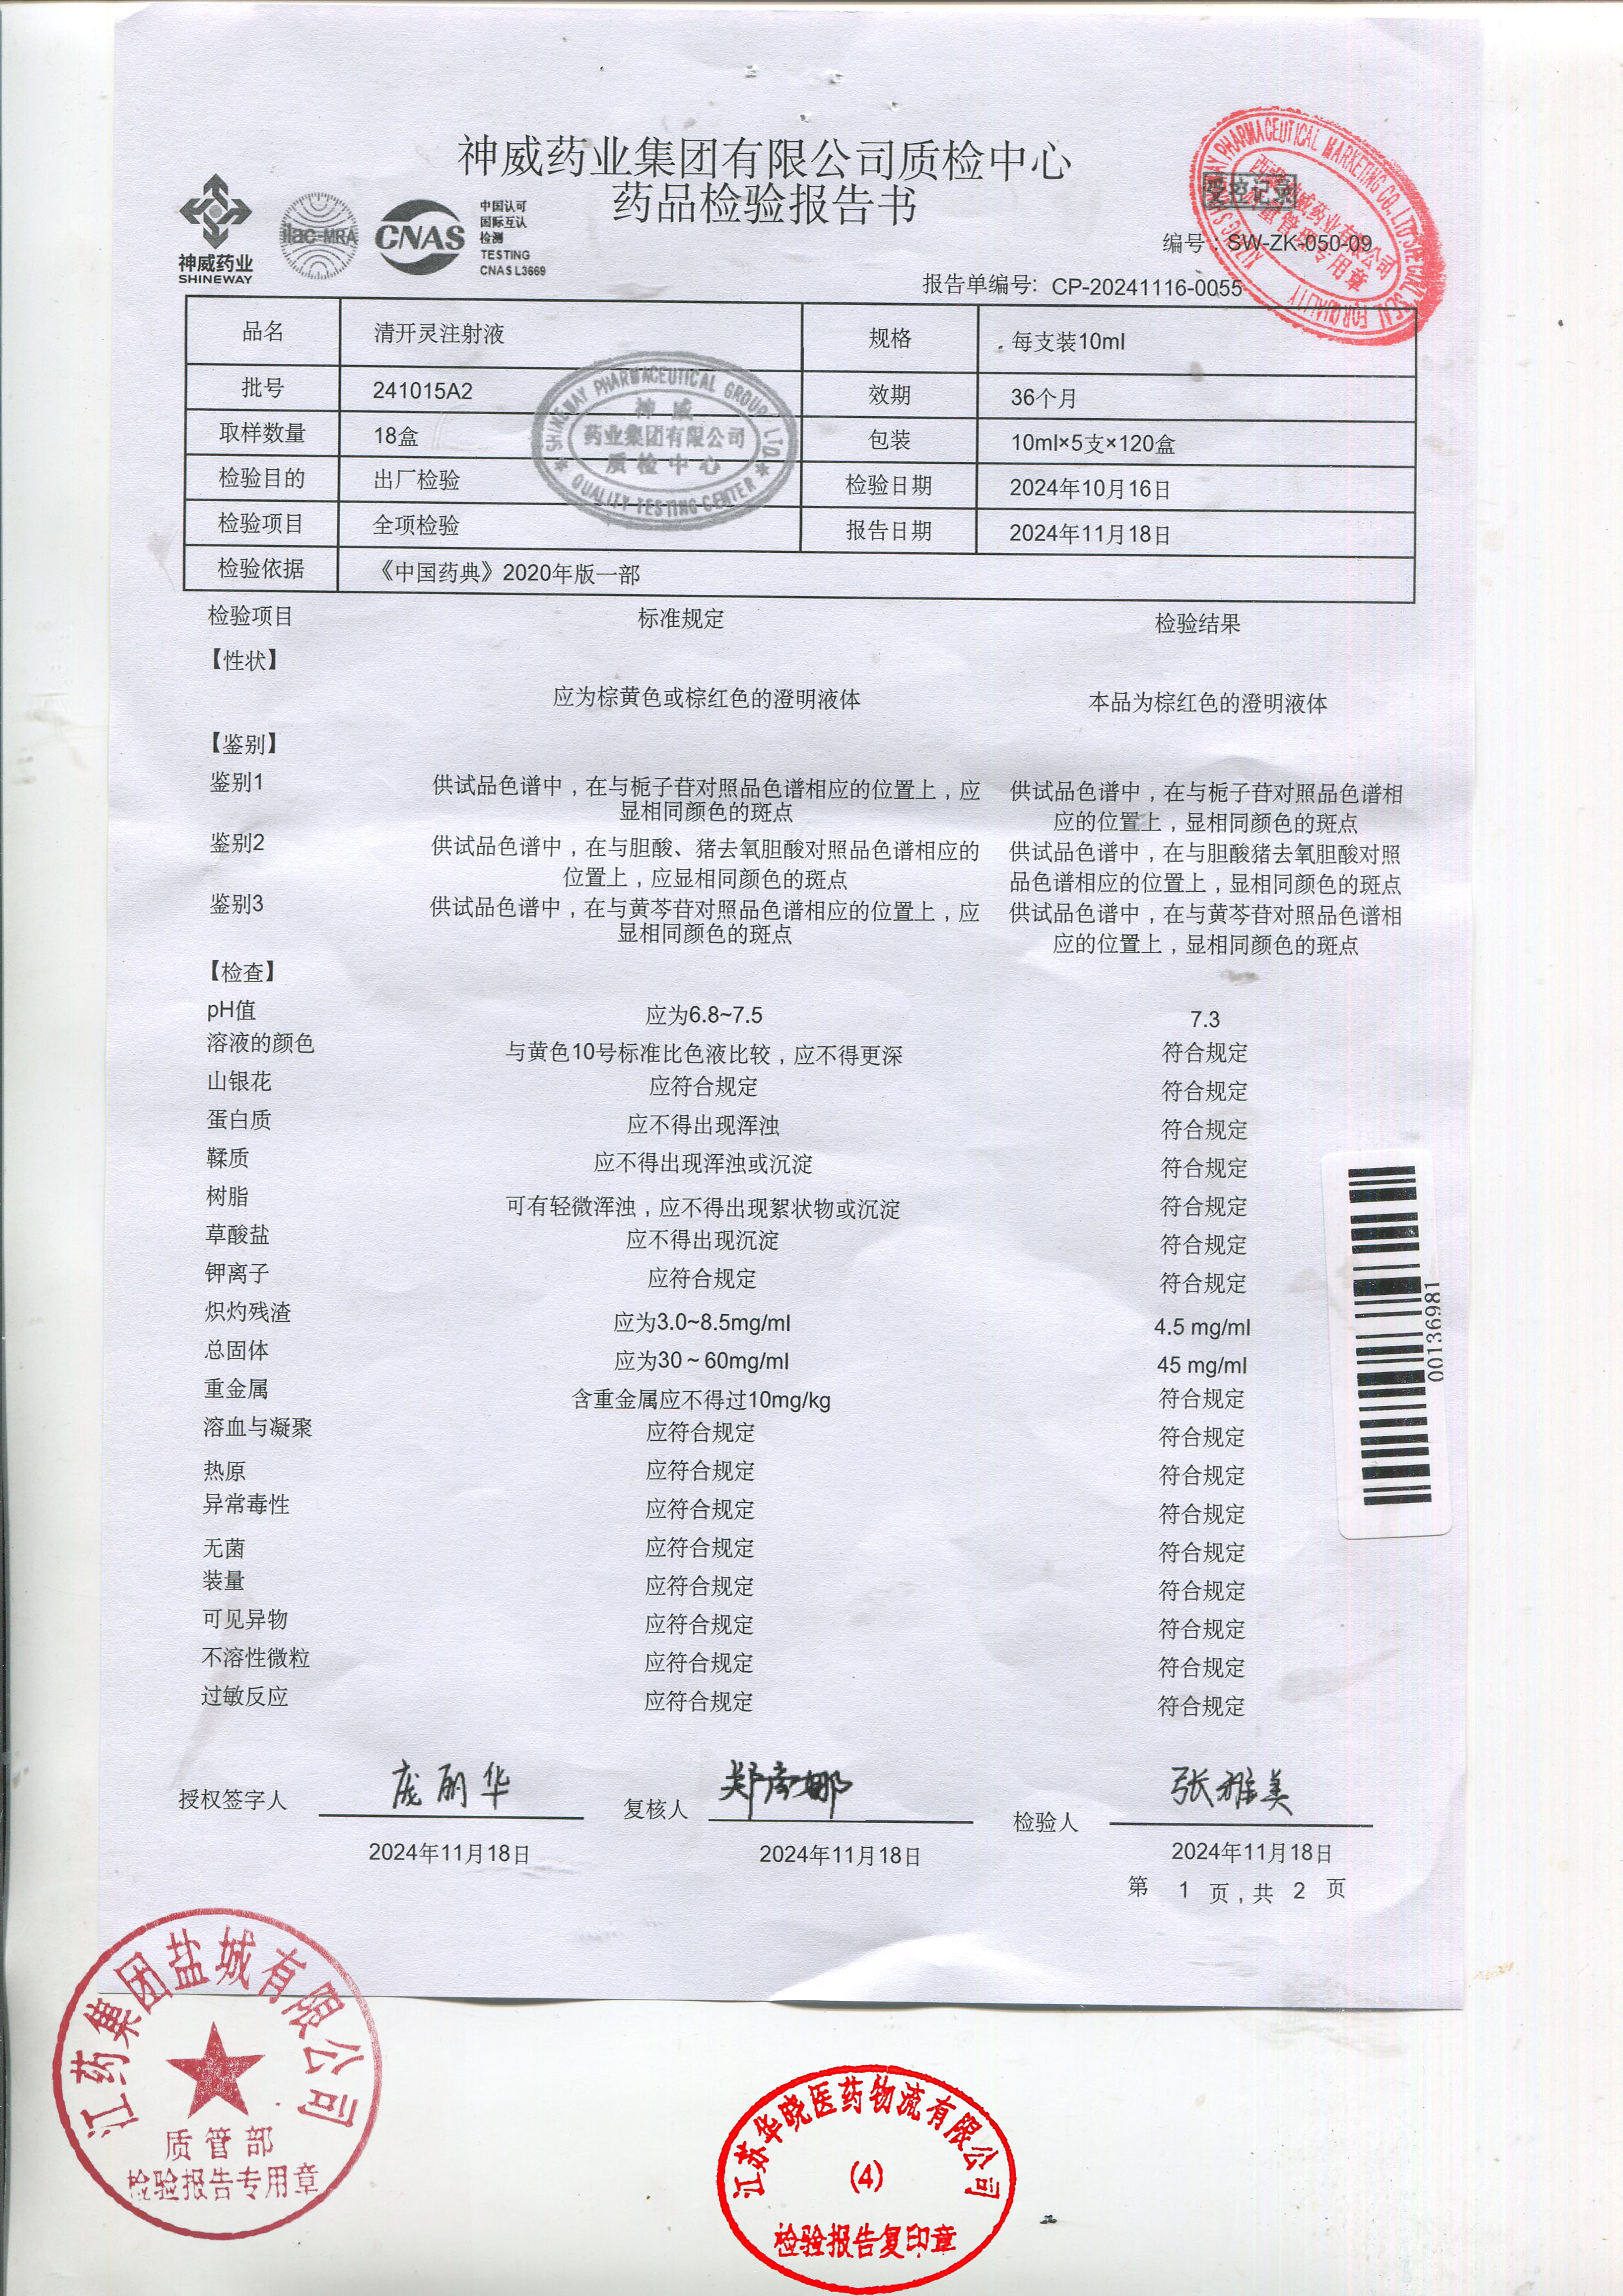 神威药业集团有限公司质检中心
药品检验报告书
神威药业
SHINEWAY
ilac-MRA
CNAS
中国认可
国际互认
检测
TESTING
CNAS L3669
受控记录
编号：SW-ZK-050-09
报告单编号: CP-20241116-0055
品名 清开灵注射液 规格 每支装10ml
批号 241015A2 效期 36个月
取样数量 18盒 包装 10ml×5支×120盒
检验目的 出厂检验 检验日期 2024年10月16日
检验项目 全项检验 报告日期 2024年11月18日
检验依据 《中国药典》2020年版一部
SHINEWAY PHARMACEUTICAL GROUP LTD.
神威
药业集团有限公司
质检中心
QUALITY TESTING CENTER
检验项目 标准规定 检验结果
【性状】
应为棕黄色或棕红色的澄明液体 本品为棕红色的澄明液体
【鉴别】
鉴别1 供试品色谱中，在与栀子苷对照品色谱相应的位置上，应 供试品色谱中，在与栀子苷对照品色谱相
显相同颜色的斑点 应的位置上，显相同颜色的斑点
鉴别2 供试品色谱中，在与胆酸、猪去氧胆酸对照品色谱相应的 供试品色谱中，在与胆酸猪去氧胆酸对照
位置上，应显相同颜色的斑点 品色谱相应的位置上，显相同颜色的斑点
鉴别3 供试品色谱中，在与黄芩苷对照品色谱相应的位置上，应 供试品色谱中，在与黄芩苷对照品色谱相
显相同颜色的斑点 应的位置上，显相同颜色的斑点
【检查】
pH值 应为6.8~7.5 7.3
溶液的颜色 与黄色10号标准比色液比较，应不得更深 符合规定
山银花 应符合规定 符合规定
蛋白质 应不得出现浑浊 符合规定
鞣质 应不得出现浑浊或沉淀 符合规定
树脂 可有轻微浑浊，应不得出现絮状物或沉淀 符合规定
草酸盐 应不得出现沉淀 符合规定
钾离子 应符合规定 符合规定
炽灼残渣 应为3.0~8.5mg/ml 4.5 mg/ml
总固体 应为30～60mg/ml 45 mg/ml
重金属 含重金属应不得过10mg/kg 符合规定
溶血与凝聚 应符合规定 符合规定
热原 应符合规定 符合规定
异常毒性 应符合规定 符合规定
无菌 应符合规定 符合规定
装量 应符合规定 符合规定
可见异物 应符合规定 符合规定
不溶性微粒 应符合规定 符合规定
过敏反应 应符合规定 符合规定
00136981
授权签字人 庞丽华 复核人 检验人 张雅美
2024年11月18日 2024年11月18日 2024年11月18日
第 1 页，共 2 页
江药集团盐城有限公司
质管部
检验报告专用章
江苏华晓医药物流有限公司
(4)
检验报告复印章